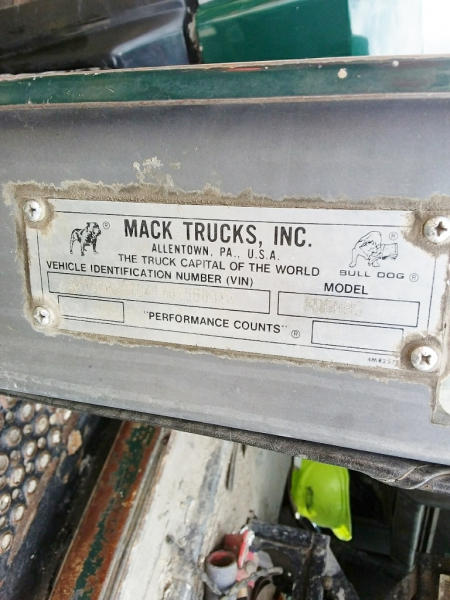 MACK TRUCKS, INC.
ALLENTOWN, PA., U.S.A.
THE TRUCK CAPITAL OF THE WORLD
BULL DOG ®
VEHICLE IDENTIFICATION NUMBER (VIN) MODEL
"PERFORMANCE COUNTS" ®